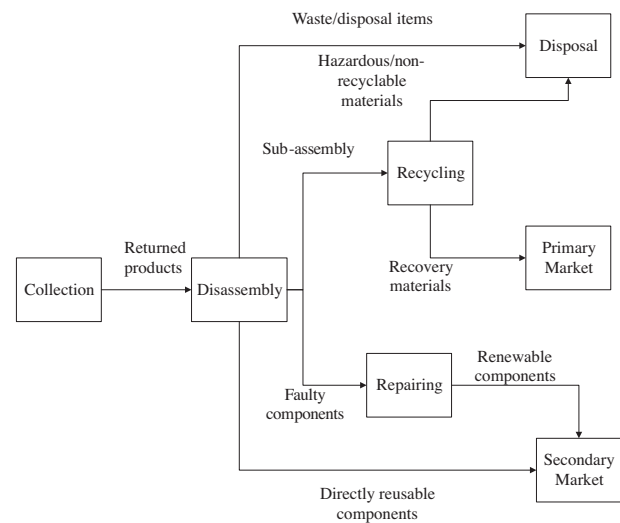 Waste/disposal items
Disposal
Hazardous/non-
recyclable
materials
Sub-assembly
Recycling
Returned
products
Primary
Market
Recovery
materials
Collection
Disassembly
Renewable
components
Repairing
Faulty
components
Secondary
Market
Directly reusable
components